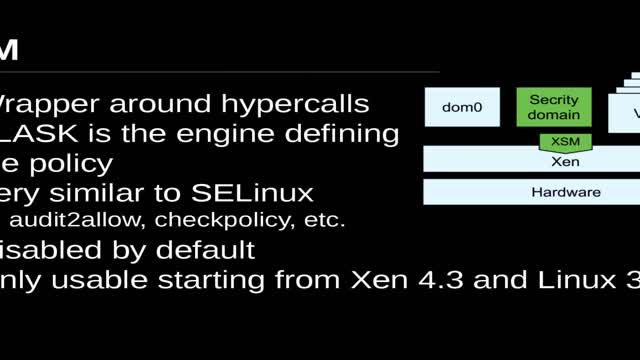 M
Wrapper around hypercalls
LASK is the engine defining
e policy
ery similar to SELinux
audit2allow, checkpolicy, etc.
isabled by default
nly usable starting from Xen 4.3 and Linux 3
dom0
Secrity
domain
V
XSM
Xen
Hardware